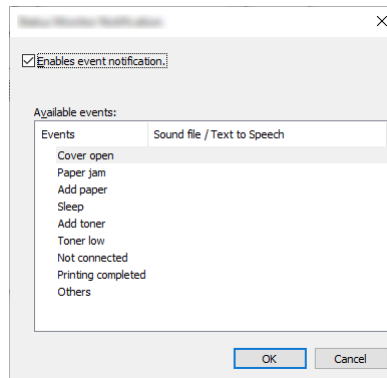 Enables event notification.
Available events:
Events Sound file / Text to Speech
Cover open
Paper jam
Add paper
Sleep
Add toner
Toner low
Not connected
Printing completed
Others
OK Cancel